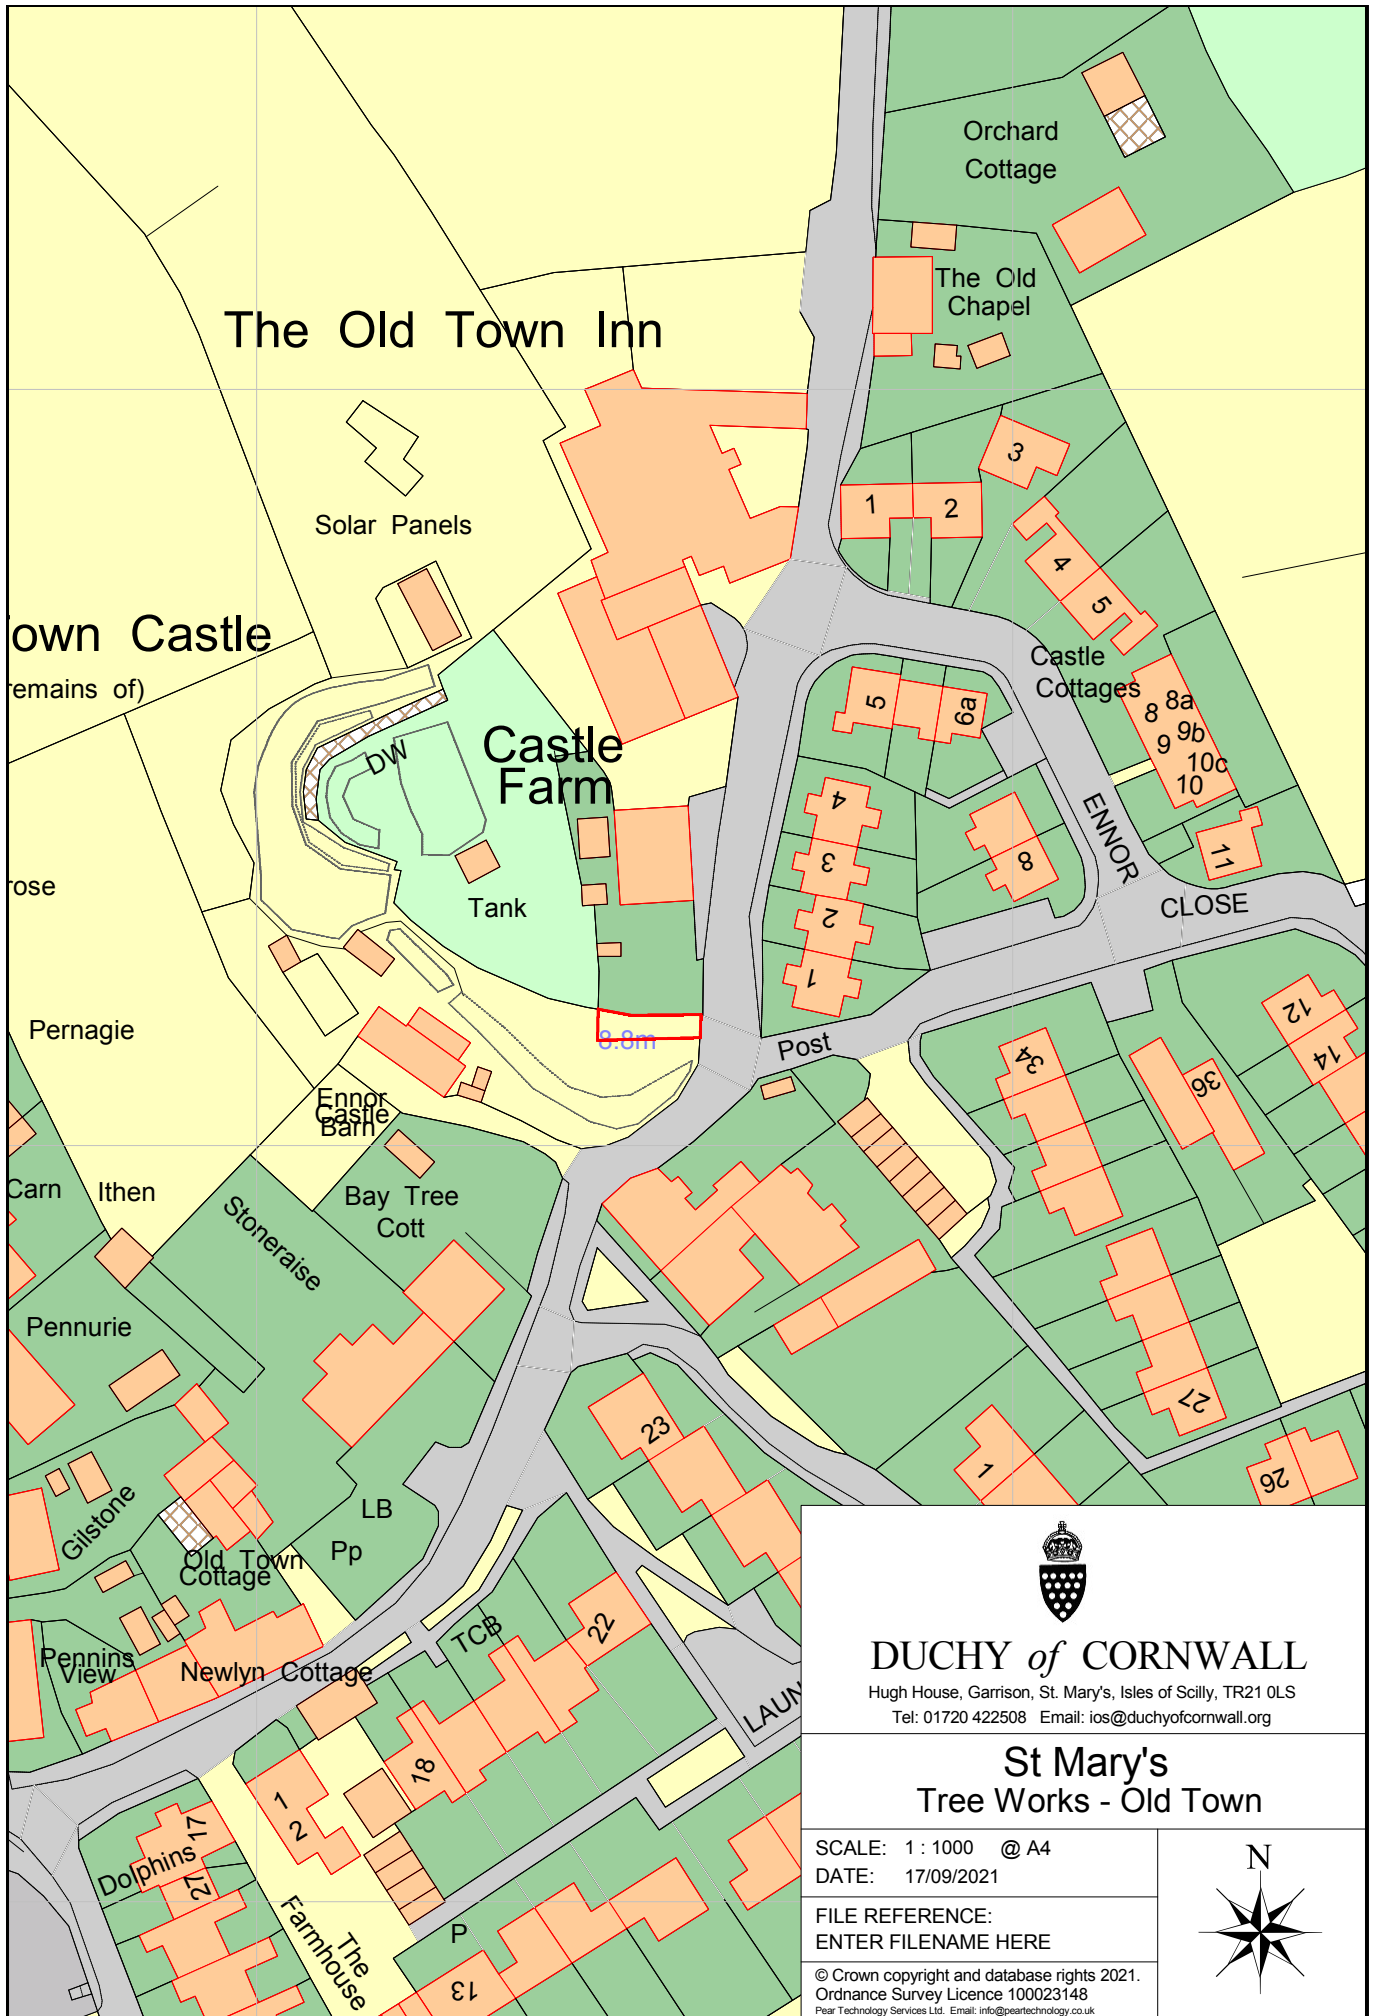 Orchard
Cottage
The Old
Chapel
The Old Town Inn
3
1
2
Solar Panels
4
5
own Castle
remains of)
Castle
Cottages
5
6a
8
8a
9
9b
10c
10
DW
Castle
Farm
4
3
2
1
8
ENNOR
CLOSE
11
rose
Tank
Pernagie
8.8m
Post
12
14
34
36
Ennor
Castle
Barn
Carn
Ithen
Bay Tree
Cott
Stoneraise
Pennurie
27
23
1
26
Gilstone
LB
Pp
Old Town
Cottage
TCB
22
Pennins
View
Newlyn Cottage
LAUN
18
1
2
17
Dolphins
27
The
Farmhouse
P
13
DUCHY of CORNWALL
Hugh House, Garrison, St. Mary's, Isles of Scilly, TR21 0LS
Tel: 01720 422508 Email: ios@duchyofcornwall.org
St Mary's
Tree Works - Old Town
SCALE: 1 : 1000 @ A4
DATE: 17/09/2021
N
FILE REFERENCE:
ENTER FILENAME HERE
© Crown copyright and database rights 2021.
Ordnance Survey Licence 100023148
Pear Technology Services Ltd. Email: info@peartechnology.co.uk